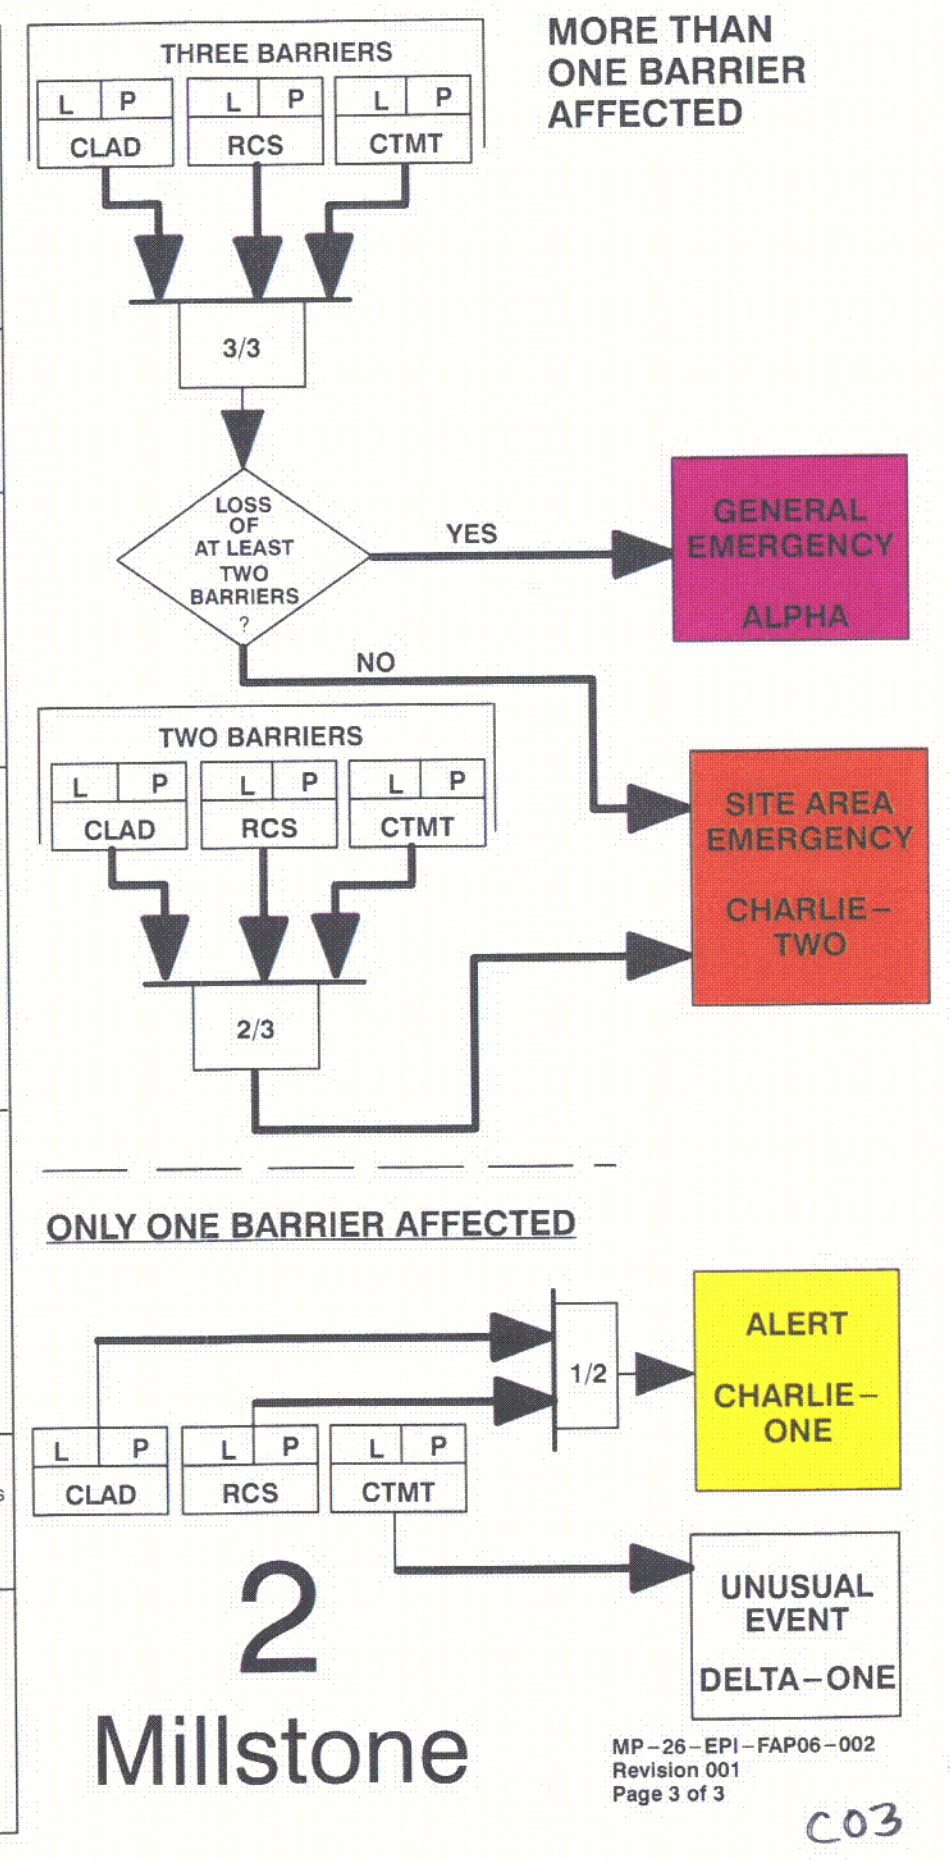 MORE THAN
ONE BARRIER
AFFECTED
THREE BARRIERS
L P L P L P
CLAD RCS CTMT
3/3
LOSS
OF
AT LEAST
TWO
BARRIERS
?
YES
GENERAL
EMERGENCY
ALPHA
NO
TWO BARRIERS
L P L P L P
CLAD RCS CTMT
SITE AREA
EMERGENCY
CHARLIE-
TWO
2/3
ONLY ONE BARRIER AFFECTED
1/2
ALERT
CHARLIE-
ONE
L P L P L P
CLAD RCS CTMT
UNUSUAL
EVENT
DELTA-ONE
2
Millstone
MP-26-EPI-FAP06-002
Revision 001
Page 3 of 3
C03